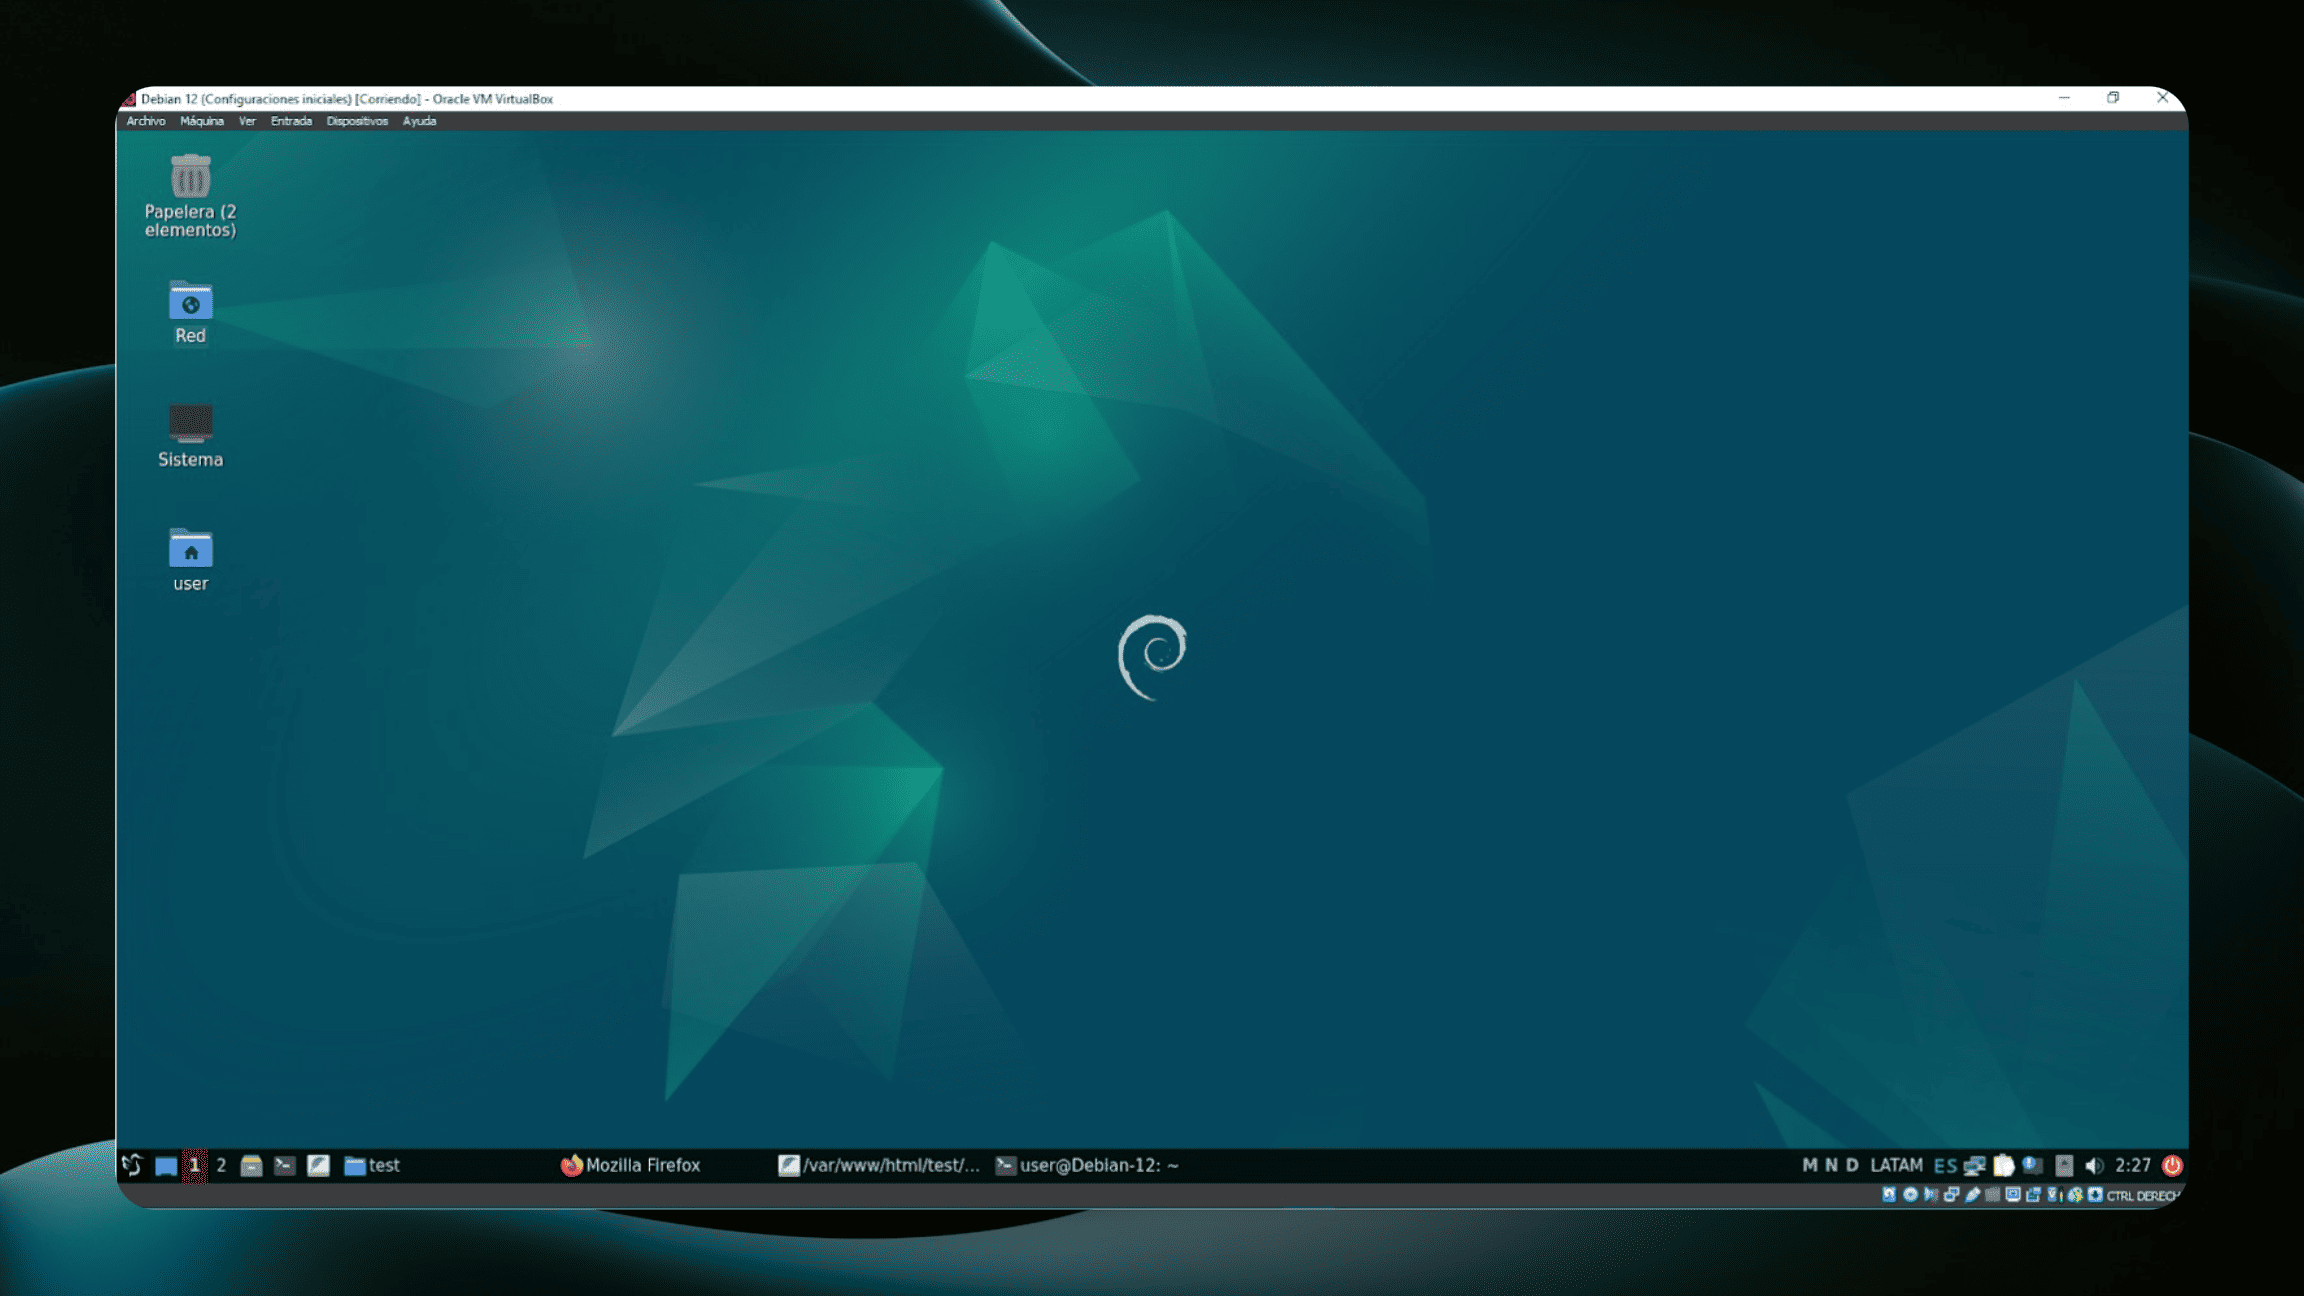 Debian 12 (Configuraciones iniciales) [Corriendo] - Oracle VM VirtualBox
Archivo Máquina Ver Entrada Dispositivos Ayuda
Papelera (2
elementos)
Red
Sistema
user
1 2 test Mozilla Firefox /var/www/html/test/... user@Debian-12: ~ M N D LATAM ES 2:27
CTRL DERECH